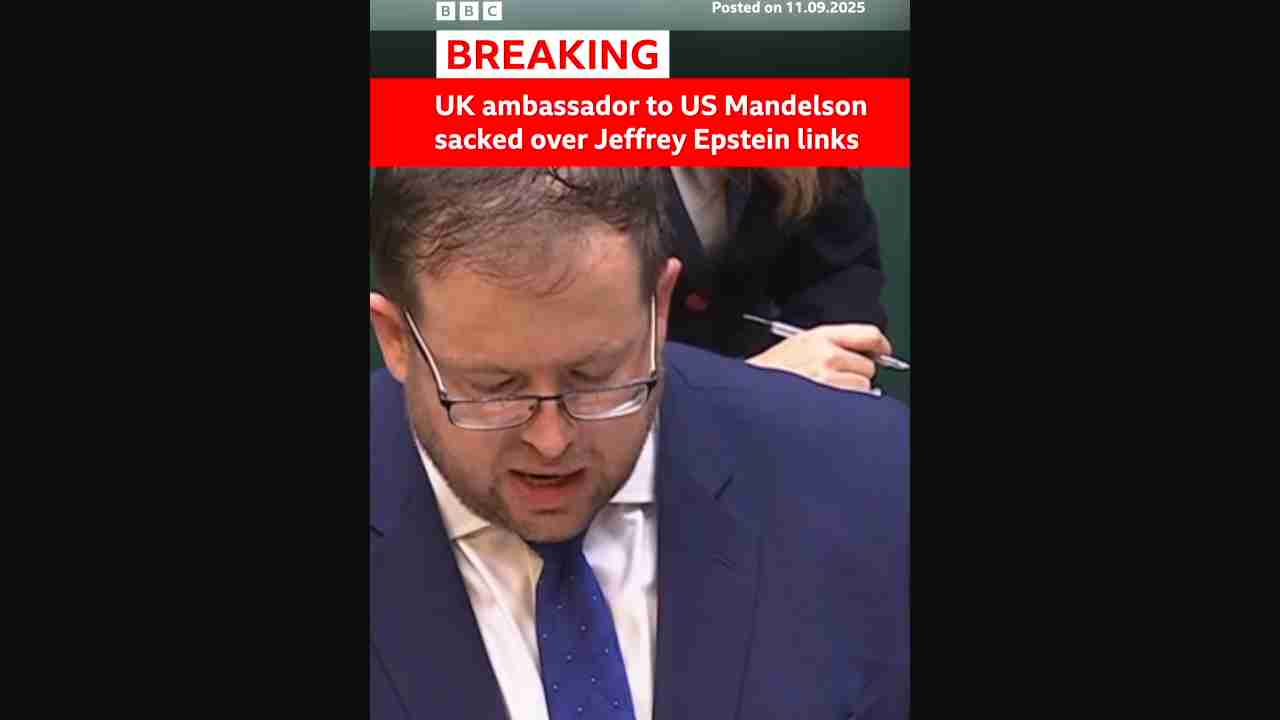 BBC
Posted on 11.09.2025
BREAKING
UK ambassador to US Mandelson
sacked over Jeffrey Epstein links